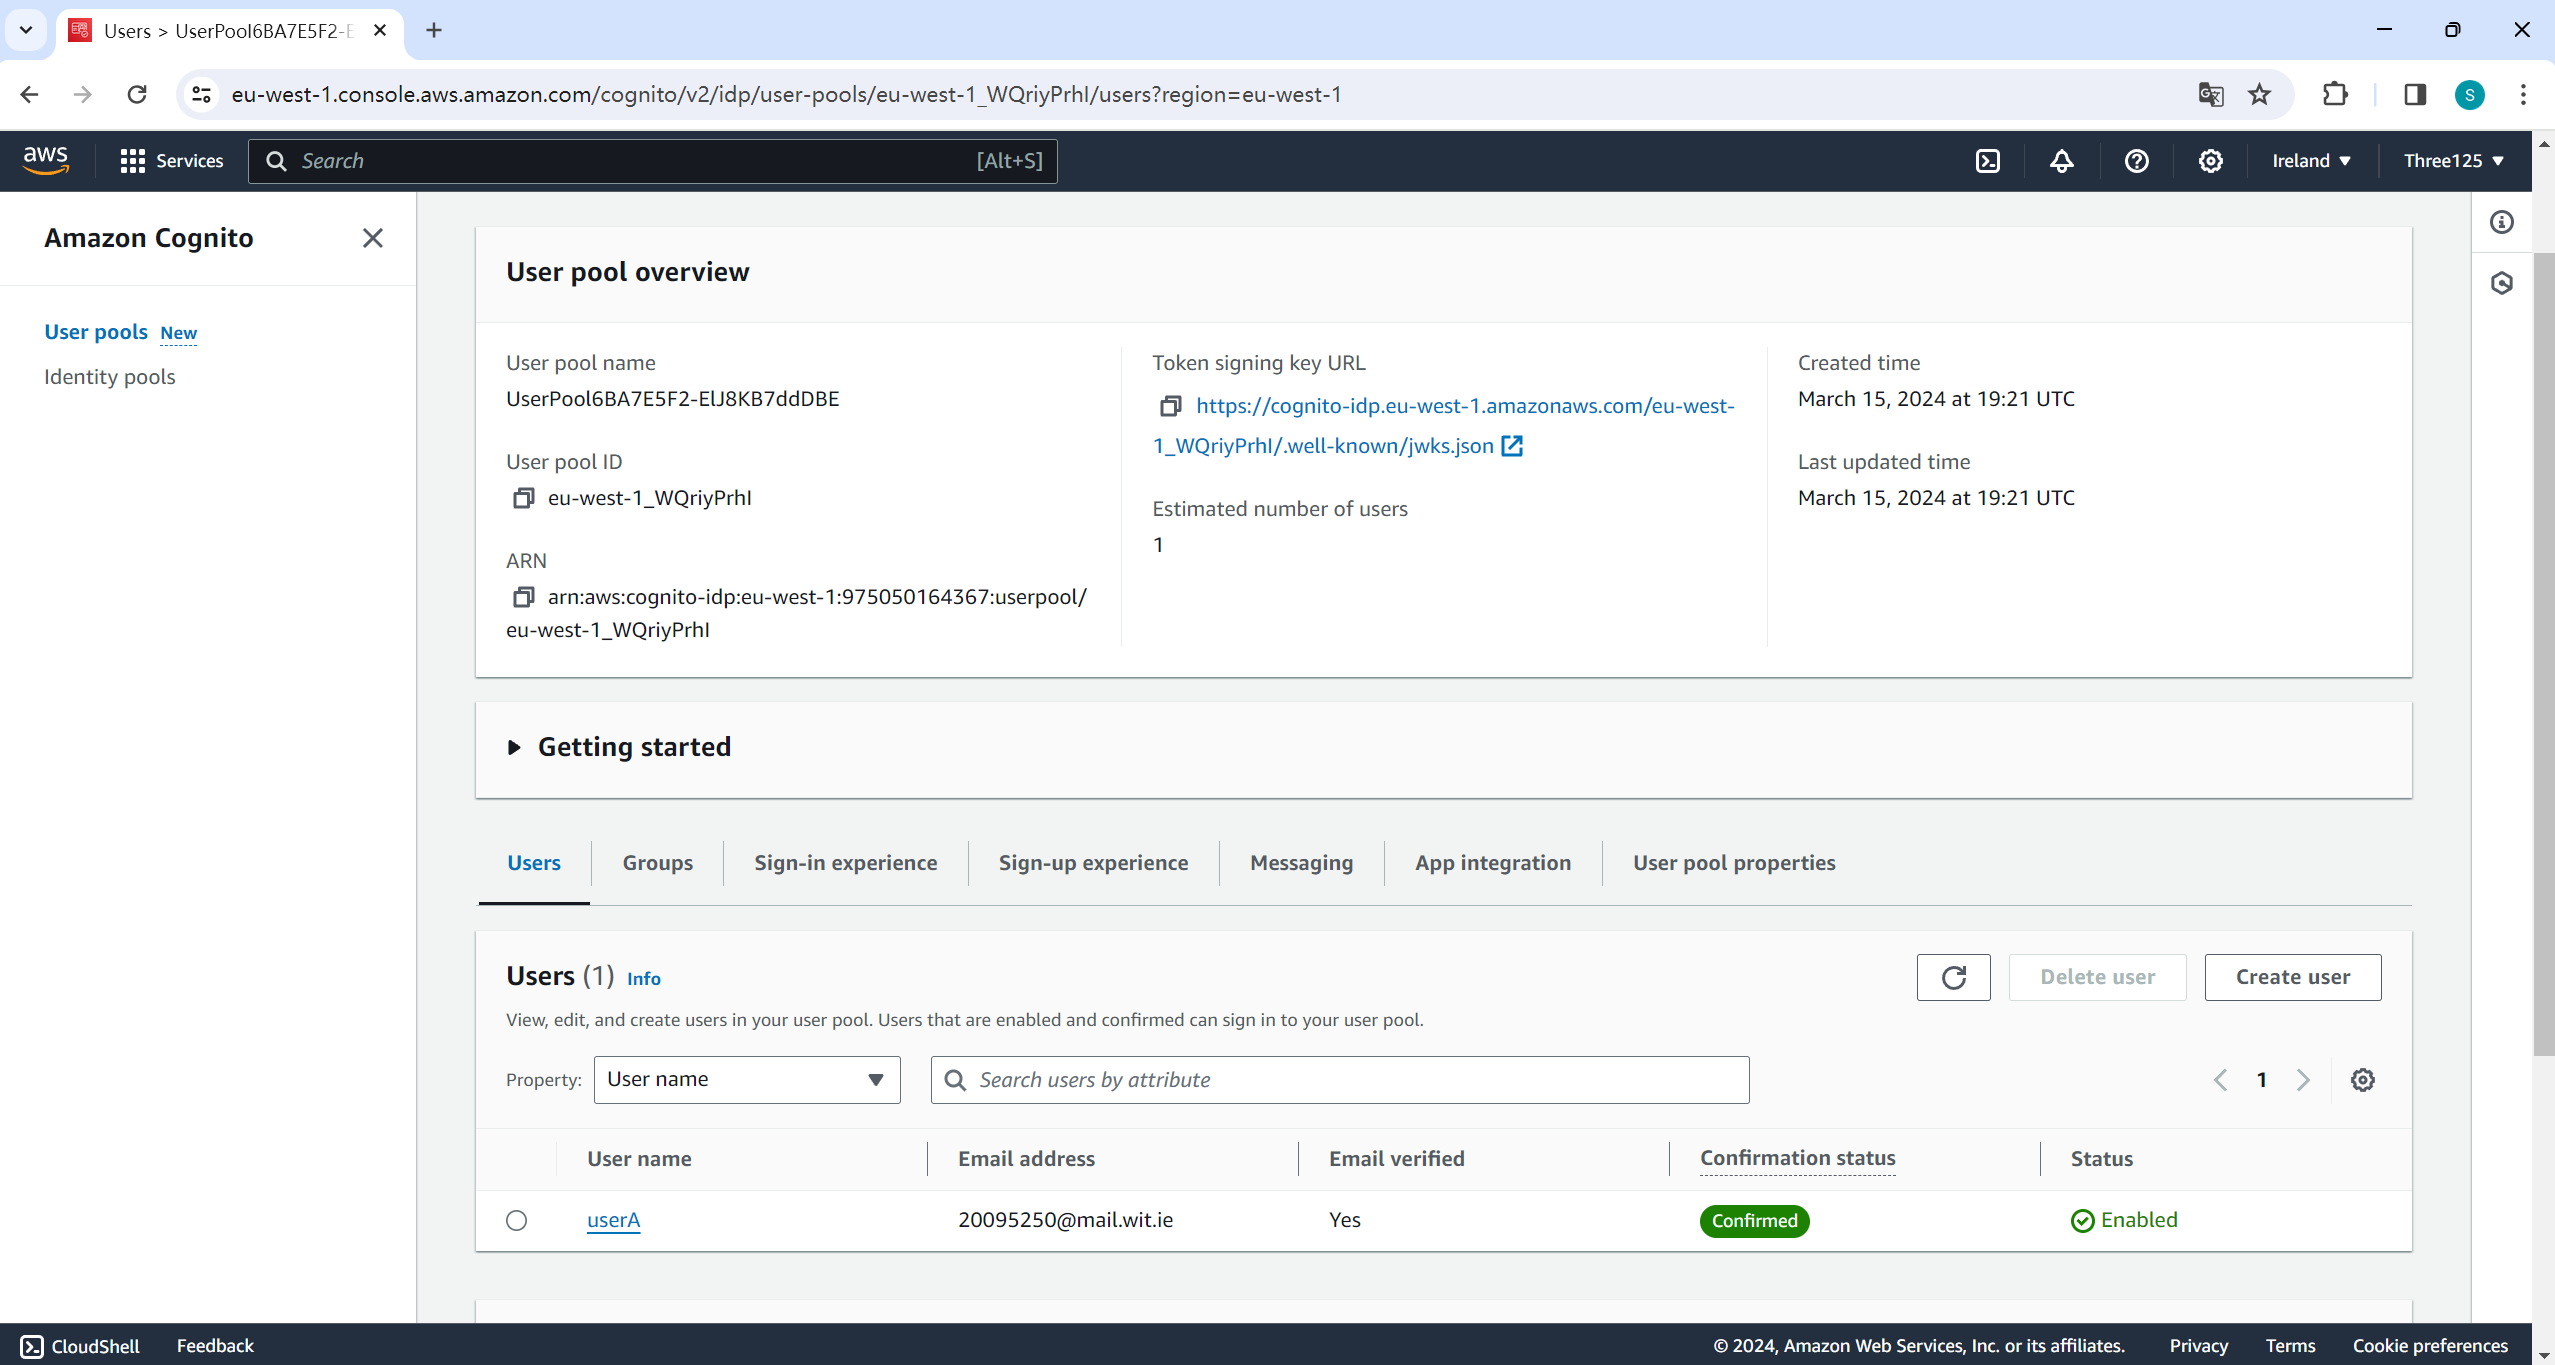 Users > UserPool6BA7E5F2-E
eu-west-1.console.aws.amazon.com/cognito/v2/idp/user-pools/eu-west-1_WQriyPrhI/users?region=eu-west-1
S
aws
Services
Search
[Alt+S]
Ireland
Three125
Amazon Cognito
User pools New
Identity pools
User pool overview
User pool name
UserPool6BA7E5F2-ElJ8KB7ddDBE
User pool ID
eu-west-1_WQriyPrhI
ARN
arn:aws:cognito-idp:eu-west-1:975050164367:userpool/
eu-west-1_WQriyPrhI
Token signing key URL
https://cognito-idp.eu-west-1.amazonaws.com/eu-west-
1_WQriyPrhI/.well-known/jwks.json
Estimated number of users
1
Created time
March 15, 2024 at 19:21 UTC
Last updated time
March 15, 2024 at 19:21 UTC
Getting started
Users
Groups
Sign-in experience
Sign-up experience
Messaging
App integration
User pool properties
Users (1) Info
Delete user
Create user
View, edit, and create users in your user pool. Users that are enabled and confirmed can sign in to your user pool.
Property:
User name
Search users by attribute
1
User name
Email address
Email verified
Confirmation status
Status
userA
20095250@mail.wit.ie
Yes
Confirmed
Enabled
CloudShell
Feedback
© 2024, Amazon Web Services, Inc. or its affiliates.
Privacy
Terms
Cookie preferences